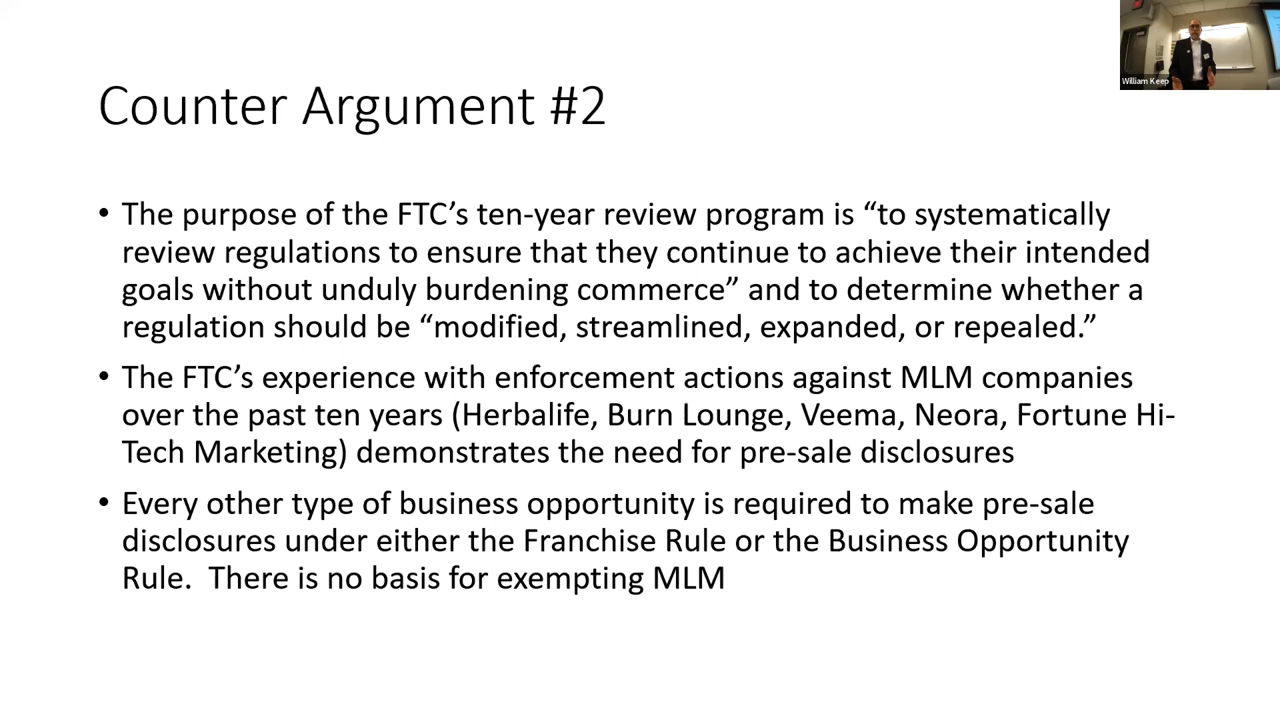 William Keep
Counter Argument #2
• The purpose of the FTC’s ten-year review program is “to systematically
review regulations to ensure that they continue to achieve their intended
goals without unduly burdening commerce” and to determine whether a
regulation should be “modified, streamlined, expanded, or repealed.”
• The FTC’s experience with enforcement actions against MLM companies
over the past ten years (Herbalife, Burn Lounge, Veema, Neora, Fortune Hi-
Tech Marketing) demonstrates the need for pre-sale disclosures
• Every other type of business opportunity is required to make pre-sale
disclosures under either the Franchise Rule or the Business Opportunity
Rule.  There is no basis for exempting MLM